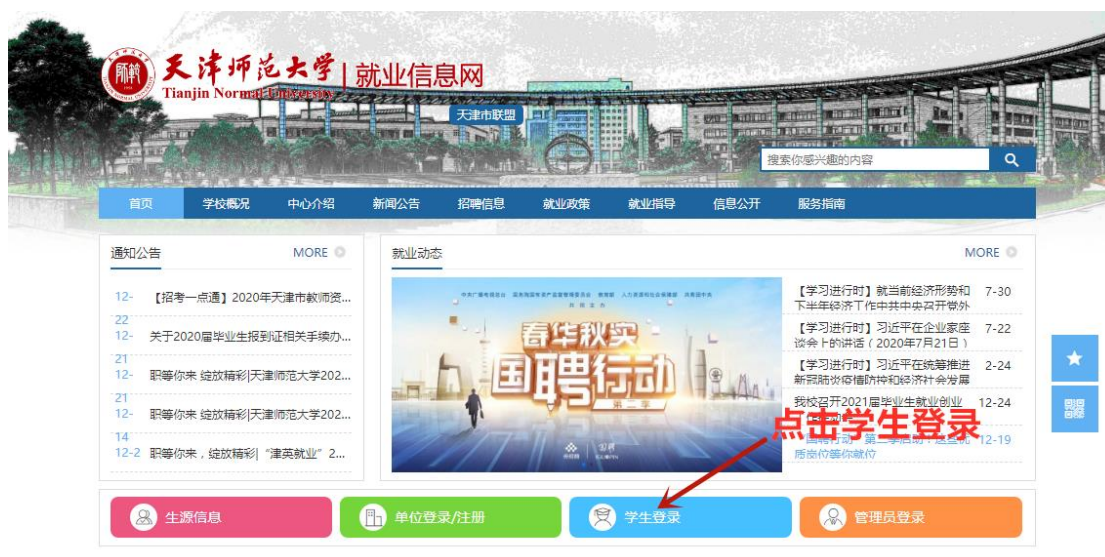 天津师范大学
Tianjin Normal University
就业信息网
天津市联盟
搜索你感兴趣的内容
首页 学校概况 中心介绍 新闻公告 招聘信息 就业政策 就业指导 信息公开 服务指南
通知公告 MORE
12-22 【招考一点通】2020年天津市教师资...
12-21 关于2020届毕业生报到证相关手续办...
12-21 职等你来 绽放精彩|天津师范大学202...
12-14 职等你来 绽放精彩|天津师范大学202...
12-2 职等你来，绽放精彩| “津英就业” 2...
就业动态 MORE
春华秋实
国聘行动
第二季
国聘
【学习进行时】就当前经济形势和 7-30
下半年经济工作中共中央召开党外
【学习进行时】习近平在企业家座 7-22
谈会上的讲话（2020年7月21日）
【学习进行时】习近平在统筹推进 2-24
新冠肺炎疫情防控和经济社会发展
我校召开2021届毕业生就业创业 12-24
12-19
质岗位等你就位
点击学生登录
生源信息
单位登录/注册
学生登录
管理员登录